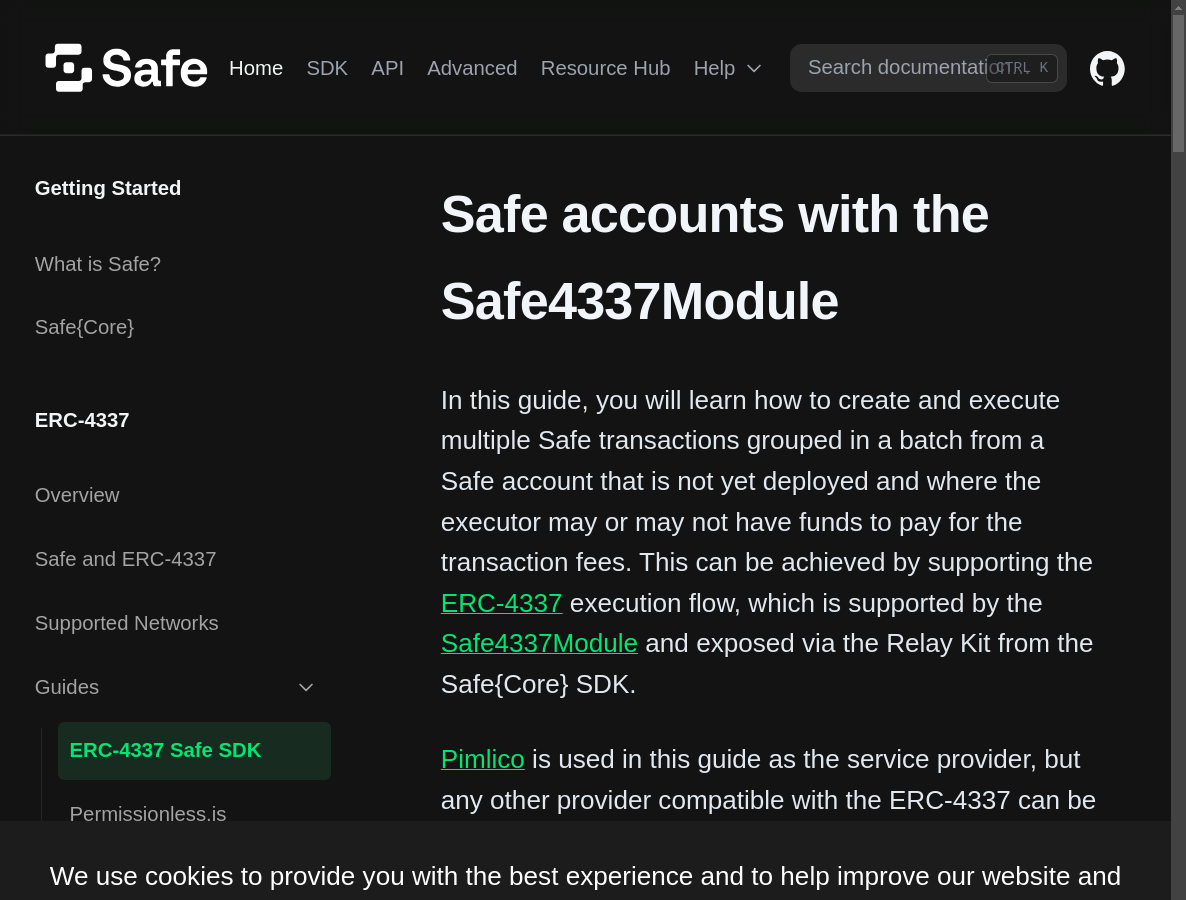 Safe
Home SDK API Advanced Resource Hub Help
Search documentation... CTRL K
Getting Started
What is Safe?
Safe{Core}
ERC-4337
Overview
Safe and ERC-4337
Supported Networks
Guides
ERC-4337 Safe SDK
Permissionless.js
Safe accounts with the
Safe4337Module
In this guide, you will learn how to create and execute
multiple Safe transactions grouped in a batch from a
Safe account that is not yet deployed and where the
executor may or may not have funds to pay for the
transaction fees. This can be achieved by supporting the
ERC-4337 execution flow, which is supported by the
Safe4337Module and exposed via the Relay Kit from the
Safe{Core} SDK.
Pimlico is used in this guide as the service provider, but
any other provider compatible with the ERC-4337 can be
We use cookies to provide you with the best experience and to help improve our website and